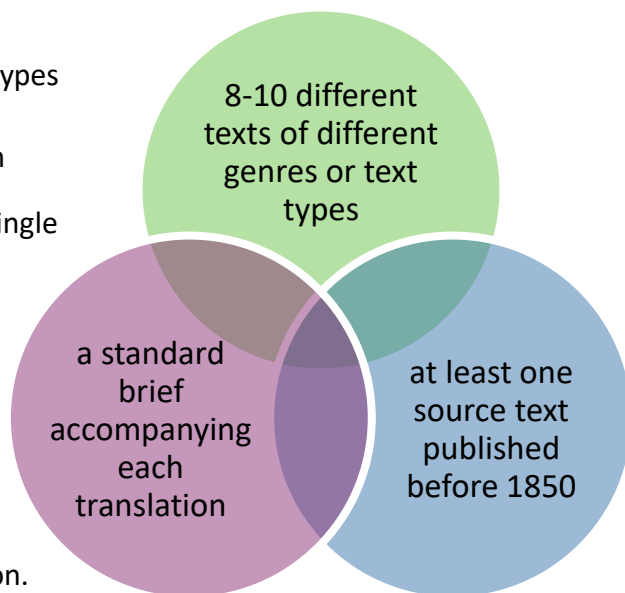 8-10 different
texts of different
genres or text
types
single
a standard
brief
accompanying
each
translation
at least one
source text
published
before 1850